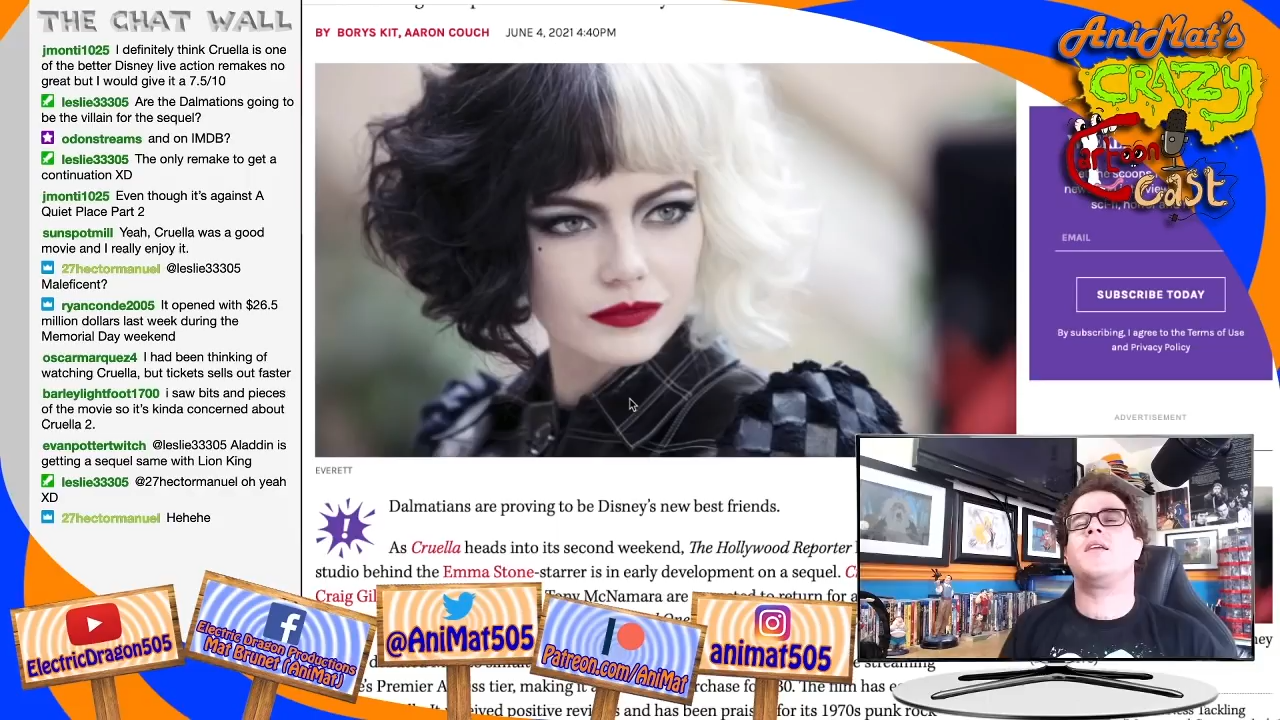 THE CHAT WALL
jmonti1025 I definitely think Cruella is one
of the better Disney live action remakes no
great but I would give it a 7.5/10
leslie33305 Are the Dalmations going to
be the villain for the sequel?
odonstreams and on IMDB?
leslie33305 The only remake to get a
continuation XD
jmonti1025 Even though it's against A
Quiet Place Part 2
sunspotmill Yeah, Cruella was a good
movie and I really enjoy it.
27hectormanuel @leslie33305
Maleficent?
ryanconde2005 It opened with $26.5
million dollars last week during the
Memorial Day weekend
oscarmarquez4 I had been thinking of
watching Cruella, but tickets sells out faster
barleylightfoot1700 i saw bits and pieces
of the movie so it's kinda concerned about
Cruella 2.
evanpottertwitch @leslie33305 Aladdin is
getting a sequel same with Lion King
leslie33305 @27hectormanuel oh yeah
XD
27hectormanuel Hehehe
BY BORYS KIT, AARON COUCH JUNE 4, 2021 4:40PM
EVERETT
Dalmatians are proving to be Disney's new best friends.
As Cruella heads into its second weekend, The Hollywood Reporter
studio behind the Emma Stone-starrer is in early development on a sequel.
Craig Tony McNamara are to return for a
streaming
Premier tier, making it The film has
positive and has been praised for its 1970s punk rock
AniMat's
CRAZY
Cartoon
Cast
EMAIL
SUBSCRIBE TODAY
By subscribing, I agree to the Terms of Use
and Privacy Policy
ADVERTISEMENT
Tackling
ElectricDragon505
Electric Dragon Productions
Mat Brunet (AniMat)
@AniMat505
Patreon.com/AniMat
animat505